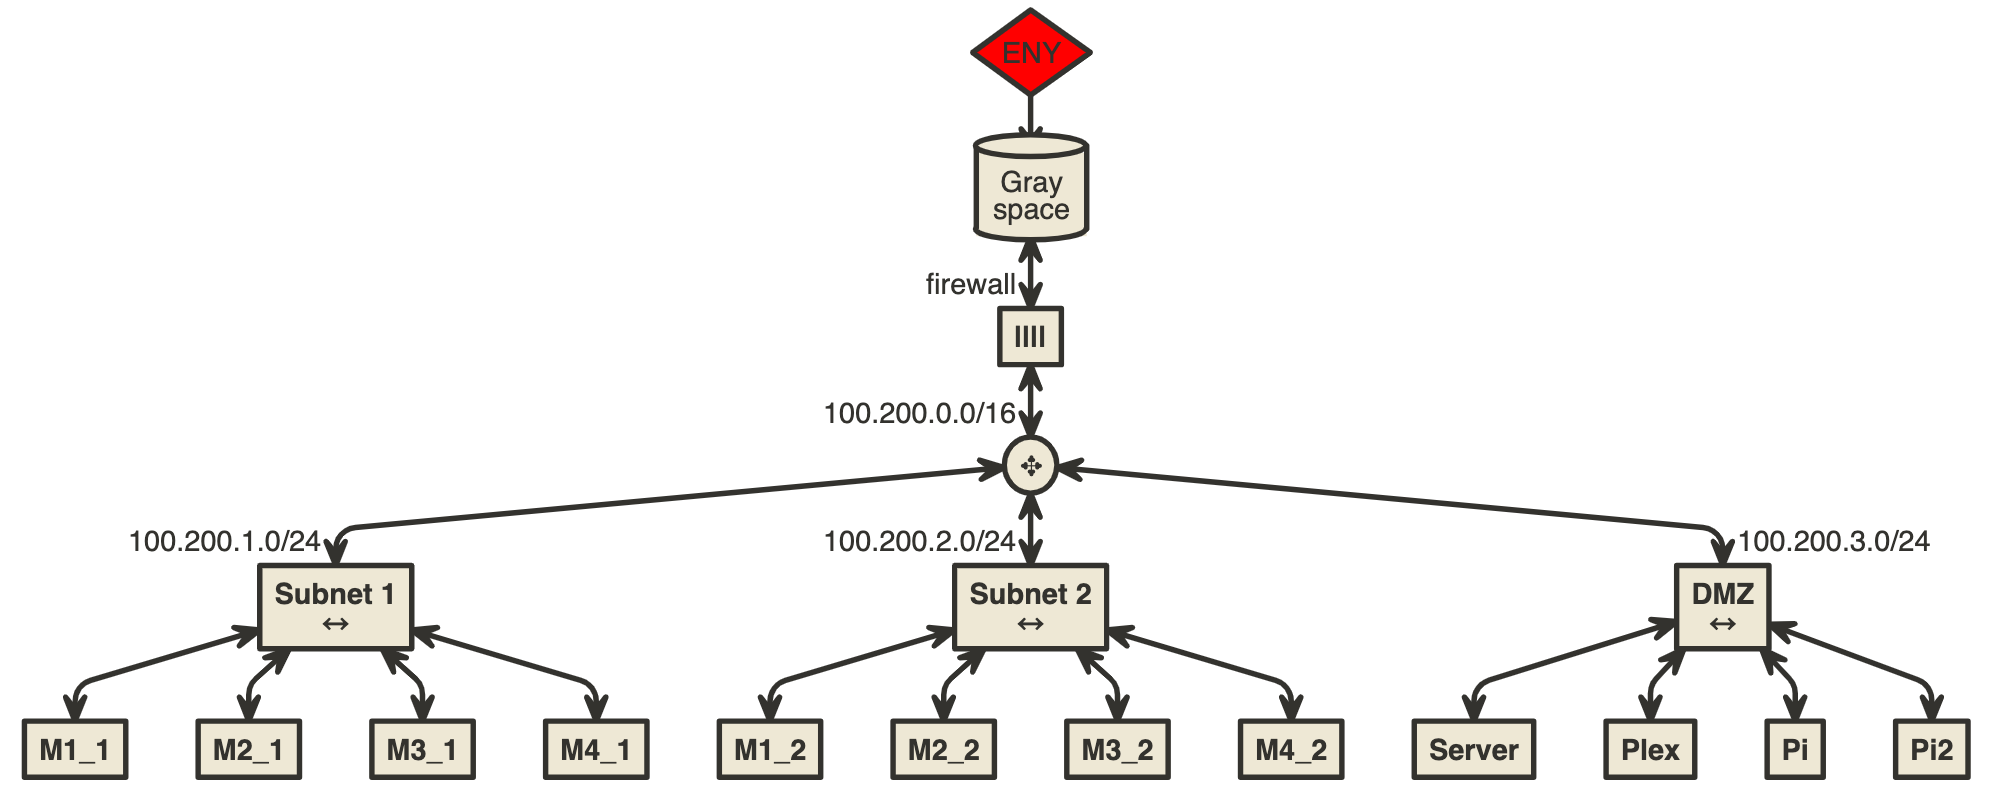 ENY
Gray
space
firewall
IIII
100.200.0.0/16
100.200.1.0/24
100.200.2.0/24
100.200.3.0/24
Subnet 1
↔
Subnet 2
↔
DMZ
↔
M1_1
M2_1
M3_1
M4_1
M1_2
M2_2
M3_2
M4_2
Server
Plex
Pi
Pi2